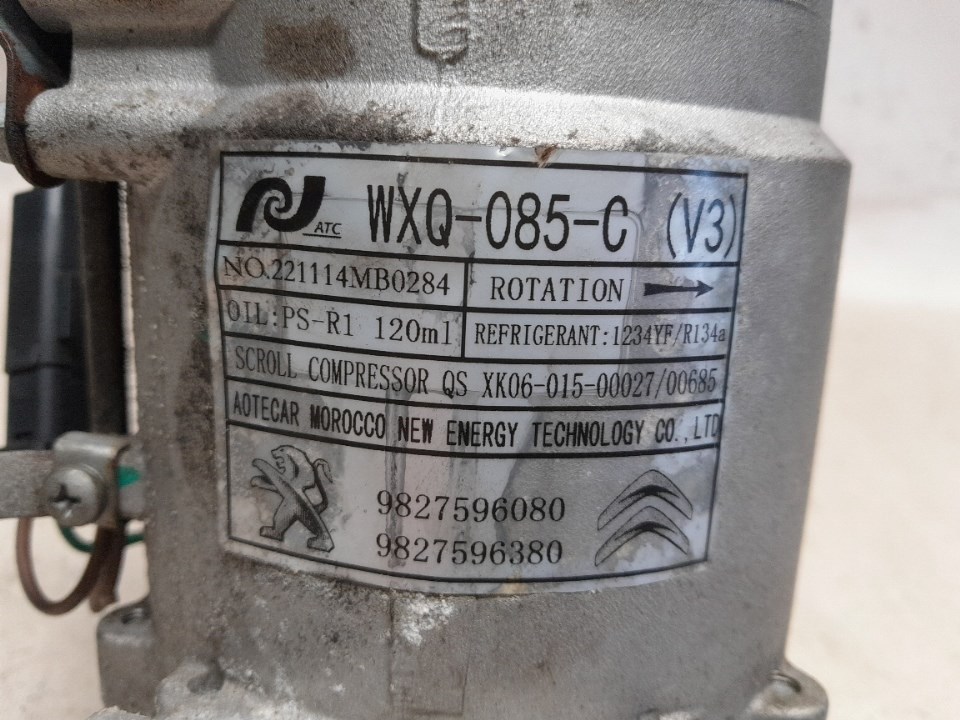 ATC WXQ-085-C (V3)
NO.221114MB0284 ROTATION
OIL:PS-R1 120ml REFRIGERANT:1234YF/R134a
SCROLL COMPRESSOR QS XK06-015-00027/00685
AOTECAR MOROCCO NEW ENERGY TECHNOLOGY CO.,LTD
9827596080
9827596380